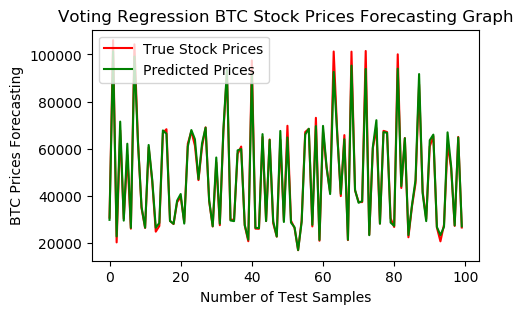 Voting Regression BTC Stock Prices Forecasting Graph
True Stock Prices
Predicted Prices
BTC Prices Forecasting
100000
80000
60000
40000
20000
0
20
40
60
80
100
Number of Test Samples